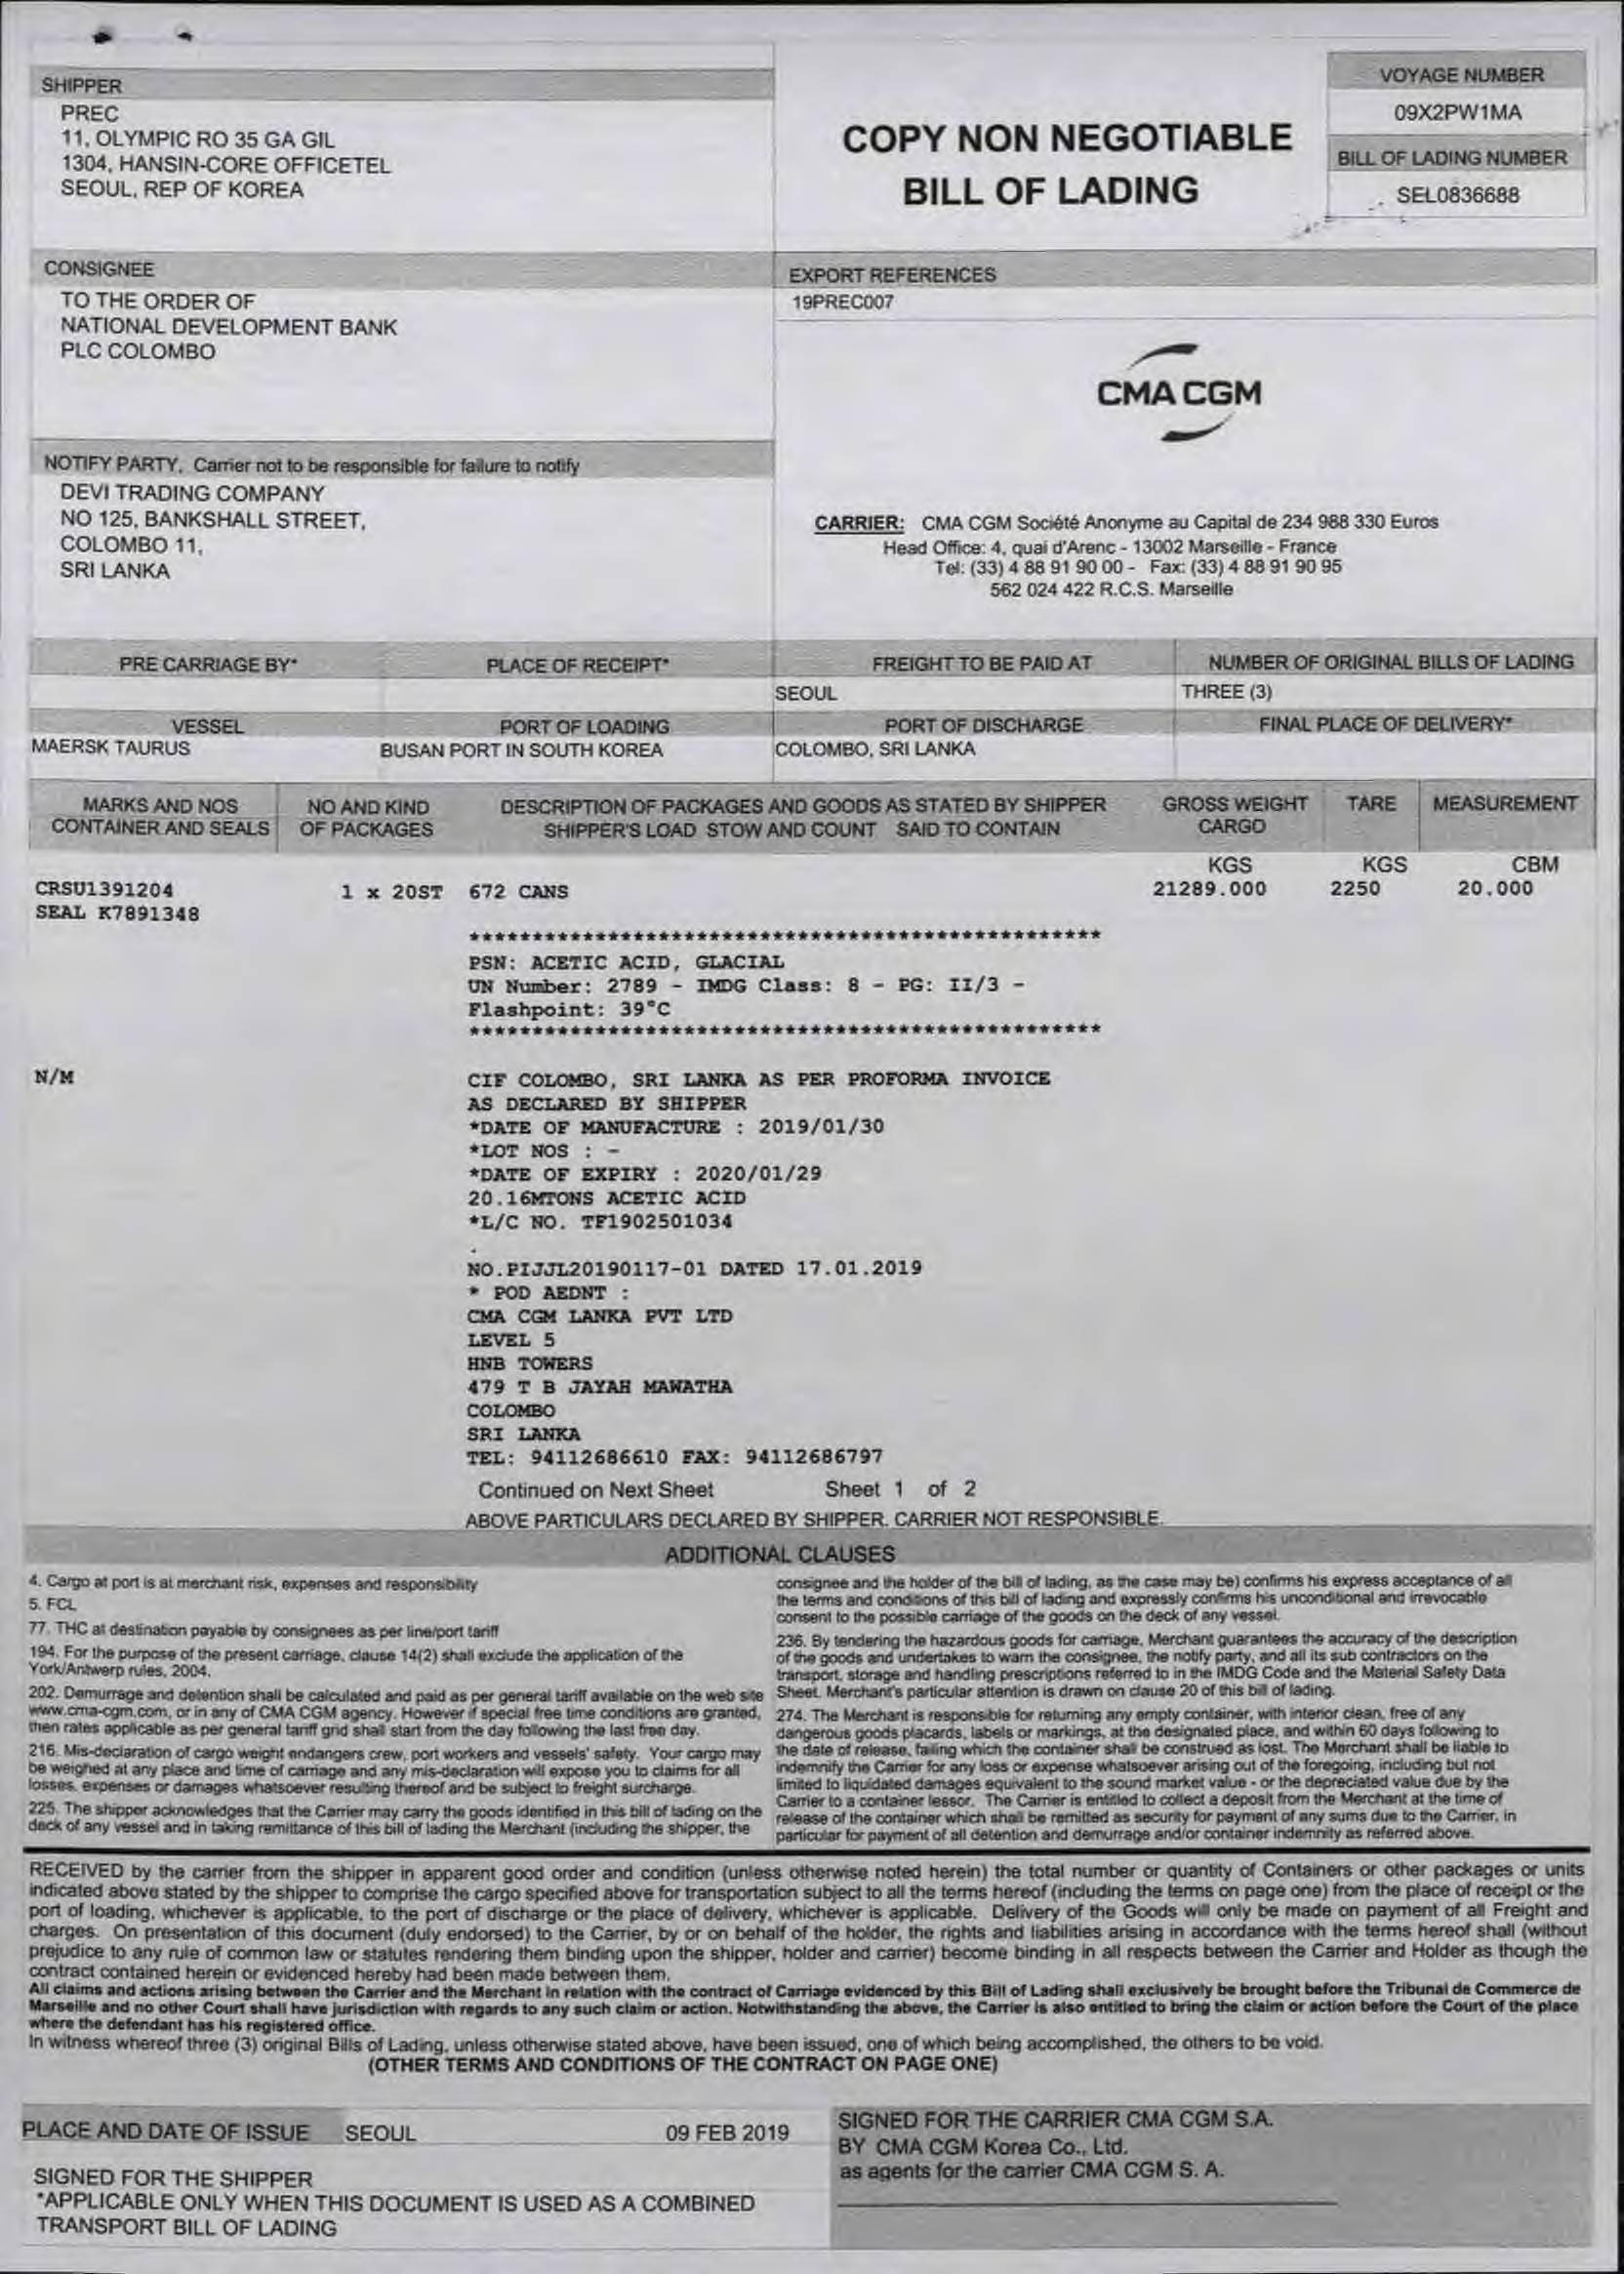 SHIPPER
PREC
11, OLYMPIC RO 35 GA GIL
1304, HANSIN-CORE OFFICETEL
SEOUL, REP OF KOREA
COPY NON NEGOTIABLE
BILL OF LADING
VOYAGE NUMBER
09X2PW1MA
BILL OF LADING NUMBER
SEL0836688
CONSIGNEE
TO THE ORDER OF
NATIONAL DEVELOPMENT BANK
PLC COLOMBO
EXPORT REFERENCES
19PREC007
CMA CGM
NOTIFY PARTY, Carrier not to be responsible for failure to notify
DEVI TRADING COMPANY
NO 125, BANKSHALL STREET,
COLOMBO 11,
SRI LANKA
CARRIER: CMA CGM Société Anonyme au Capital de 234 988 330 Euros
Head Office: 4, quai d'Arenc - 13002 Marseille - France
Tel: (33) 4 88 91 90 00 - Fax: (33) 4 88 91 90 95
562 024 422 R.C.S. Marseille
PRE CARRIAGE BY* PLACE OF RECEIPT* FREIGHT TO BE PAID AT NUMBER OF ORIGINAL BILLS OF LADING
SEOUL THREE (3)
VESSEL PORT OF LOADING PORT OF DISCHARGE FINAL PLACE OF DELIVERY*
MAERSK TAURUS BUSAN PORT IN SOUTH KOREA COLOMBO, SRI LANKA
MARKS AND NOS NO AND KIND DESCRIPTION OF PACKAGES AND GOODS AS STATED BY SHIPPER GROSS WEIGHT TARE MEASUREMENT
CONTAINER AND SEALS OF PACKAGES SHIPPER'S LOAD STOW AND COUNT SAID TO CONTAIN CARGO
KGS KGS CBM
CRSU1391204 1 x 20ST 672 CANS 21289.000 2250 20.000
SEAL K7891348
****************************************************
PSN: ACETIC ACID, GLACIAL
UN Number: 2789 - IMDG Class: 8 - PG: II/3 -
Flashpoint: 39°C
****************************************************
N/M CIF COLOMBO, SRI LANKA AS PER PROFORMA INVOICE
AS DECLARED BY SHIPPER
*DATE OF MANUFACTURE : 2019/01/30
*LOT NOS : -
*DATE OF EXPIRY : 2020/01/29
20.16MTONS ACETIC ACID
*L/C NO. TF1902501034
.
NO.PIJJL20190117-01 DATED 17.01.2019
* POD AEDNT :
CMA CGM LANKA PVT LTD
LEVEL 5
HNB TOWERS
479 T B JAYAH MAWATHA
COLOMBO
SRI LANKA
TEL: 94112686610 FAX: 94112686797
Continued on Next Sheet Sheet 1 of 2
ABOVE PARTICULARS DECLARED BY SHIPPER. CARRIER NOT RESPONSIBLE.
ADDITIONAL CLAUSES
4. Cargo at port is at merchant risk, expenses and responsibility
5. FCL
77. THC at destination payable by consignees as per line/port tariff
194. For the purpose of the present carriage, clause 14(2) shall exclude the application of the
York/Antwerp rules, 2004.
202. Demurrage and detention shall be calculated and paid as per general tariff available on the web site
www.cma-cgm.com, or in any of CMA CGM agency. However if special free time conditions are granted,
then rates applicable as per general tariff grid shall start from the day following the last free day.
216. Mis-declaration of cargo weight endangers crew, port workers and vessels' safety. Your cargo may
be weighed at any place and time of carriage and any mis-declaration will expose you to claims for all
losses, expenses or damages whatsoever resulting thereof and be subject to freight surcharge.
225. The shipper acknowledges that the Carrier may carry the goods identified in this bill of lading on the
deck of any vessel and in taking remittance of this bill of lading the Merchant (including the shipper, the
consignee and the holder of the bill of lading, as the case may be) confirms his express acceptance of all
the terms and conditions of this bill of lading and expressly confirms his unconditional and irrevocable
consent to the possible carriage of the goods on the deck of any vessel.
236. By tendering the hazardous goods for carriage, Merchant guarantees the accuracy of the description
of the goods and undertakes to warn the consignee, the notify party, and all its sub contractors on the
transport, storage and handling prescriptions referred to in the IMDG Code and the Material Safety Data
Sheet. Merchant's particular attention is drawn on clause 20 of this bill of lading.
274. The Merchant is responsible for returning any empty container, with interior clean, free of any
dangerous goods placards, labels or markings, at the designated place, and within 60 days following to
the date of release, failing which the container shall be construed as lost. The Merchant shall be liable to
indemnify the Carrier for any loss or expense whatsoever arising out of the foregoing, including but not
limited to liquidated damages equivalent to the sound market value - or the depreciated value due by the
Carrier to a container lessor. The Carrier is entitled to collect a deposit from the Merchant at the time of
release of the container which shall be remitted as security for payment of any sums due to the Carrier, in
particular for payment of all detention and demurrage and/or container indemnity as referred above.
RECEIVED by the carrier from the shipper in apparent good order and condition (unless otherwise noted herein) the total number or quantity of Containers or other packages or units
indicated above stated by the shipper to comprise the cargo specified above for transportation subject to all the terms hereof (including the terms on page one) from the place of receipt or the
port of loading, whichever is applicable, to the port of discharge or the place of delivery, whichever is applicable. Delivery of the Goods will only be made on payment of all Freight and
charges. On presentation of this document (duly endorsed) to the Carrier, by or on behalf of the holder, the rights and liabilities arising in accordance with the terms hereof shall (without
prejudice to any rule of common law or statutes rendering them binding upon the shipper, holder and carrier) become binding in all respects between the Carrier and Holder as though the
contract contained herein or evidenced hereby had been made between them.
All claims and actions arising between the Carrier and the Merchant in relation with the contract of Carriage evidenced by this Bill of Lading shall exclusively be brought before the Tribunal de Commerce de
Marseille and no other Court shall have jurisdiction with regards to any such claim or action. Notwithstanding the above, the Carrier is also entitled to bring the claim or action before the Court of the place
where the defendant has his registered office.
In witness whereof three (3) original Bills of Lading, unless otherwise stated above, have been issued, one of which being accomplished, the others to be void.
(OTHER TERMS AND CONDITIONS OF THE CONTRACT ON PAGE ONE)
PLACE AND DATE OF ISSUE SEOUL 09 FEB 2019
SIGNED FOR THE SHIPPER
*APPLICABLE ONLY WHEN THIS DOCUMENT IS USED AS A COMBINED
TRANSPORT BILL OF LADING
SIGNED FOR THE CARRIER CMA CGM S.A.
BY CMA CGM Korea Co., Ltd.
as agents for the carrier CMA CGM S. A.